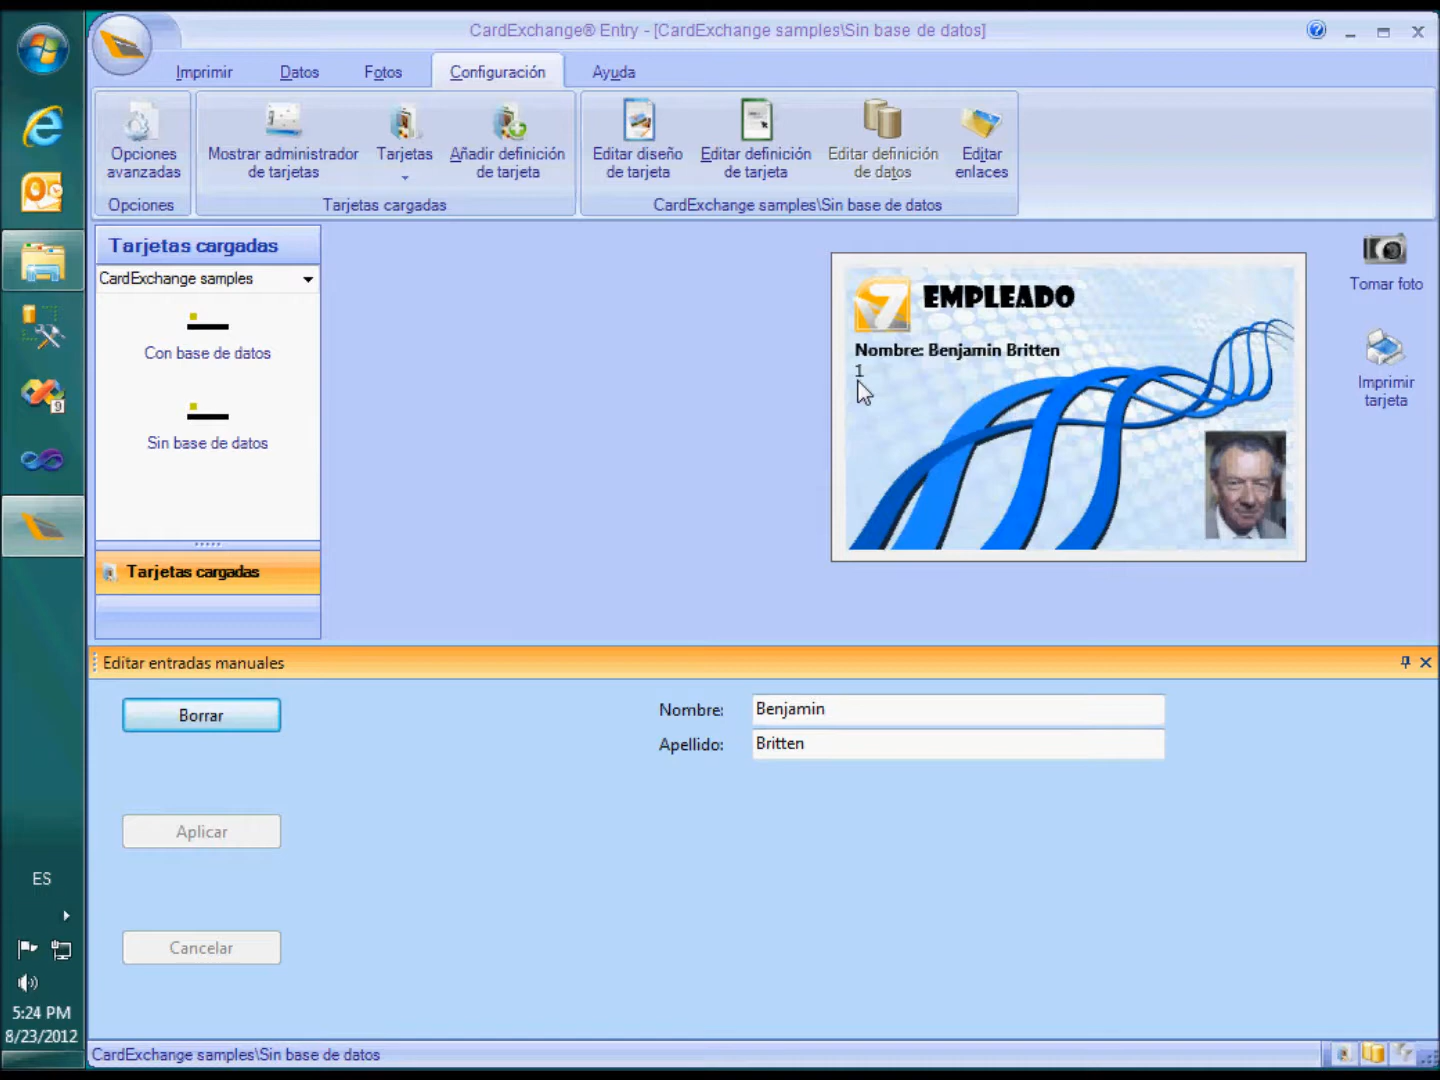 CardExchange® Entry - [CardExchange samples\Sin base de datos]
Imprimir Datos Fotos Configuración Ayuda
Opciones avanzadas
Mostrar administrador de tarjetas
Tarjetas
Añadir definición de tarjeta
Editar diseño de tarjeta
Editar definición de tarjeta
Editar definición de datos
Editar enlaces
Opciones
Tarjetas cargadas
CardExchange samples\Sin base de datos
Tarjetas cargadas
CardExchange samples
Con base de datos
Sin base de datos
Tarjetas cargadas
7
EMPLEADO
Nombre: Benjamin Britten
1
Tomar foto
Imprimir
tarjeta
Editar entradas manuales
Borrar
Nombre: Benjamin
Apellido: Britten
Aplicar
Cancelar
9
ES
5:24 PM
8/23/2012
CardExchange samples\Sin base de datos